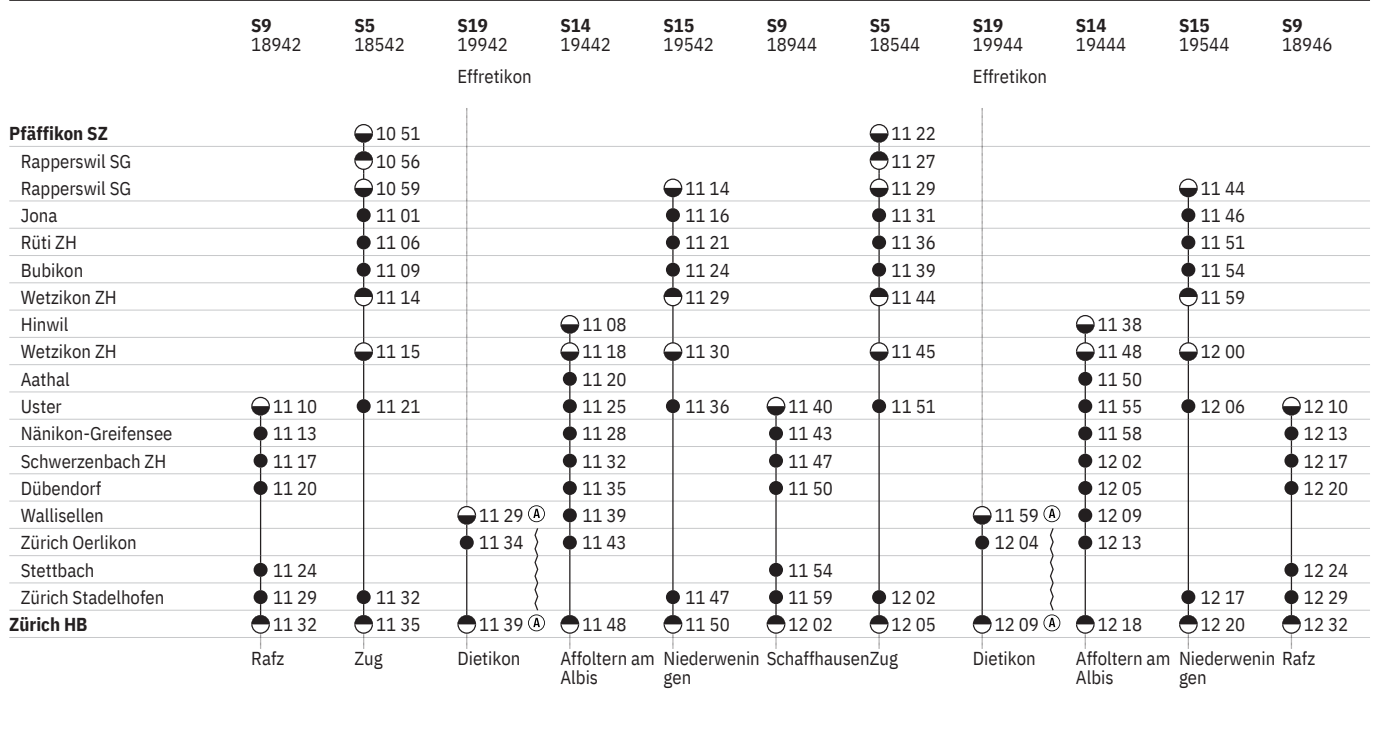 S9 S5 S19 S14 S15 S9 S5 S19 S14 S15 S9
18942 18542 19942 19442 19542 18944 18544 19944 19444 19544 18946
Effretikon Effretikon
Pfäffikon SZ 10 51 11 22
Rapperswil SG 10 56 11 27
Rapperswil SG 10 59 11 14 11 29 11 44
Jona 11 01 11 16 11 31 11 46
Rüti ZH 11 06 11 21 11 36 11 51
Bubikon 11 09 11 24 11 39 11 54
Wetzikon ZH 11 14 11 29 11 44 11 59
Hinwil 11 08 11 38
Wetzikon ZH 11 15 11 18 11 30 11 45 11 48 12 00
Aathal 11 20 11 50
Uster 11 10 11 21 11 25 11 36 11 40 11 51 11 55 12 06 12 10
Nänikon-Greifensee 11 13 11 28 11 43 11 58 12 13
Schwerzenbach ZH 11 17 11 32 11 47 12 02 12 17
Dübendorf 11 20 11 35 11 50 12 05 12 20
Wallisellen 11 29 A 11 39 11 59 A 12 09
Zürich Oerlikon 11 34 11 43 12 04 12 13
Stettbach 11 24 11 54 12 24
Zürich Stadelhofen 11 29 11 32 11 47 11 59 12 02 12 17 12 29
Zürich HB 11 32 11 35 11 39 A 11 48 11 50 12 02 12 05 12 09 A 12 18 12 20 12 32
Rafz Zug Dietikon Affoltern am Niederwenin Schaffhausen Zug Dietikon Affoltern am Niederwenin Rafz
Albis gen Albis gen